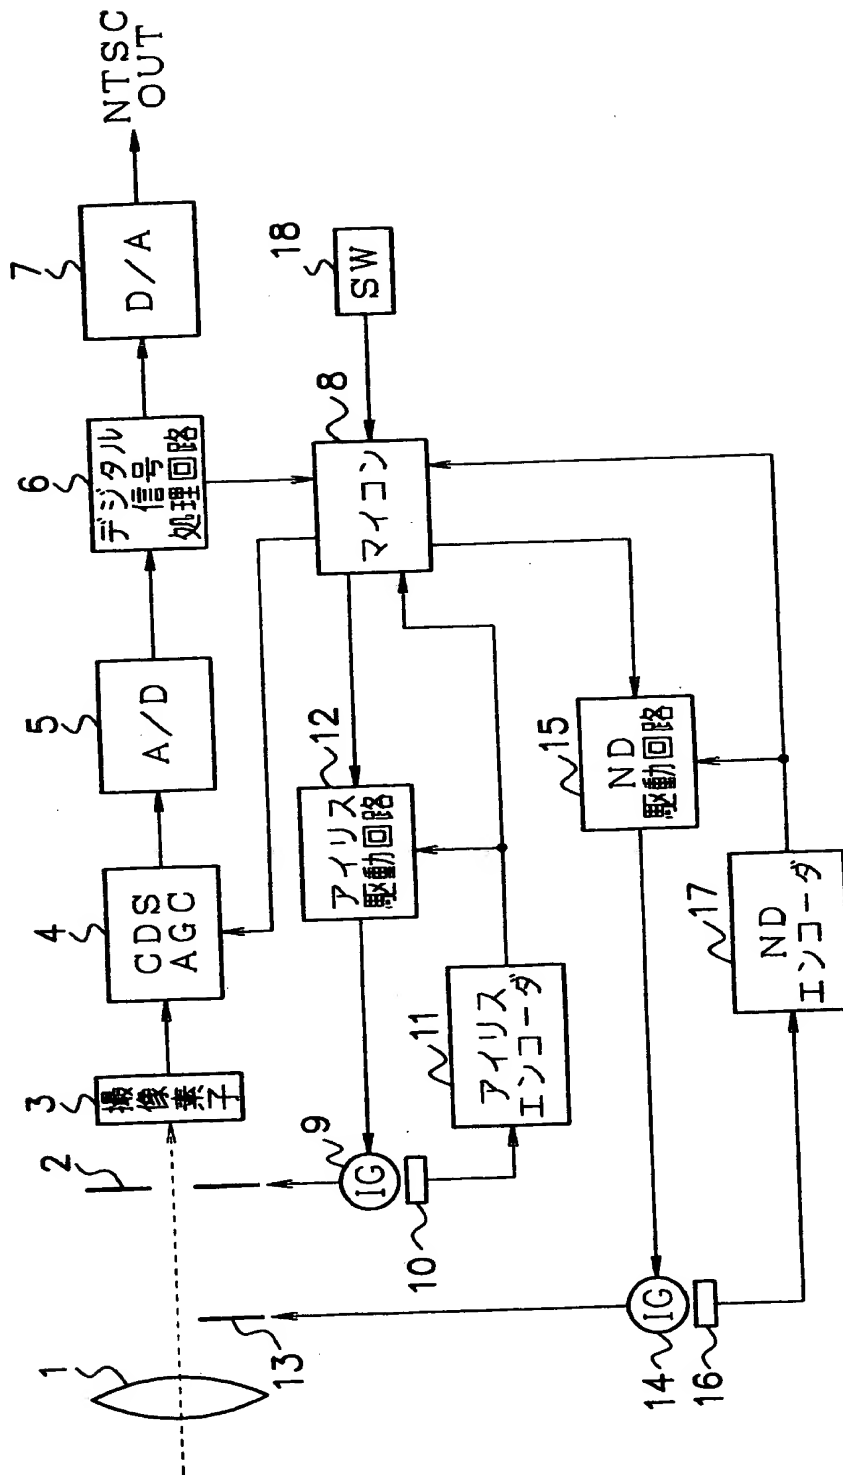 1
2
3
撮像素子
4
CDS
AGC
5
A/D
6
デジタル
信号
処理回路
7
D/A
NTSC
OUT
13
9
IG
10
11
アイリス
エンコーダ
12
アイリス
駆動回路
8
マイコン
18
SW
14
IG
16
15
ND
駆動回路
17
ND
エンコーダ